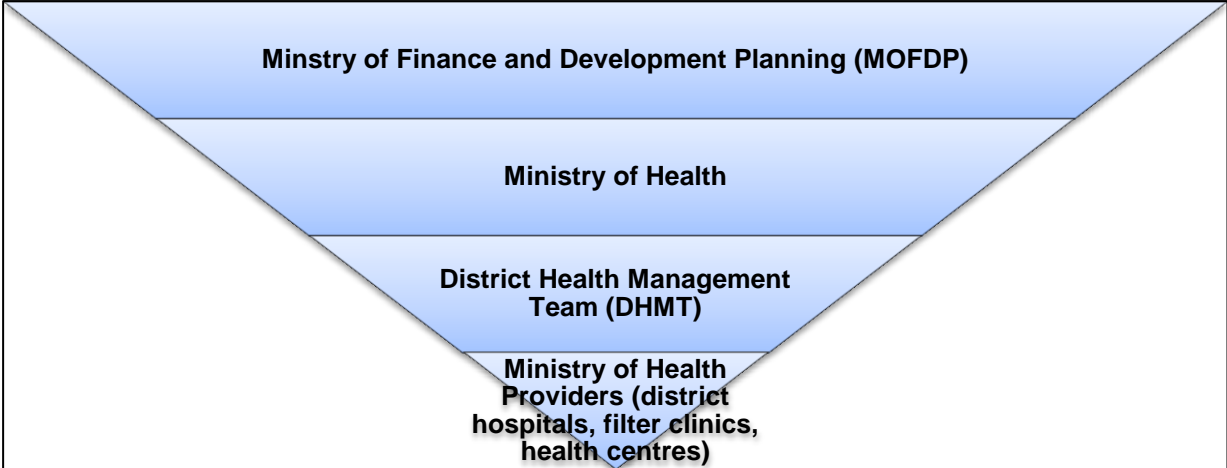 Minstry of Finance and Development Planning (MOFDP)
Ministry of Health
District Health Management
Team (DHMT)
Ministry of Health
Providers (district
hospitals, filter clinics,
health centres)